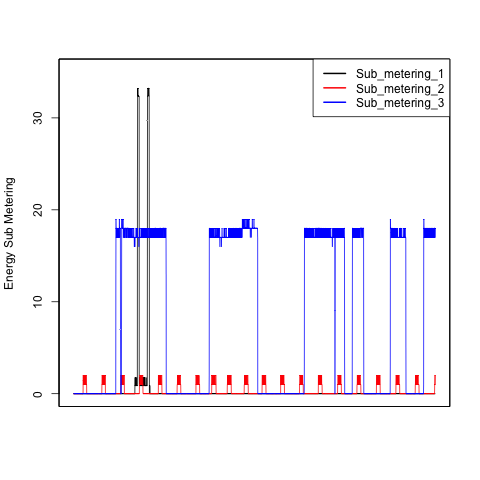 Sub_metering_1
Sub_metering_2
Sub_metering_3
Energy Sub Metering
30
20
10
0